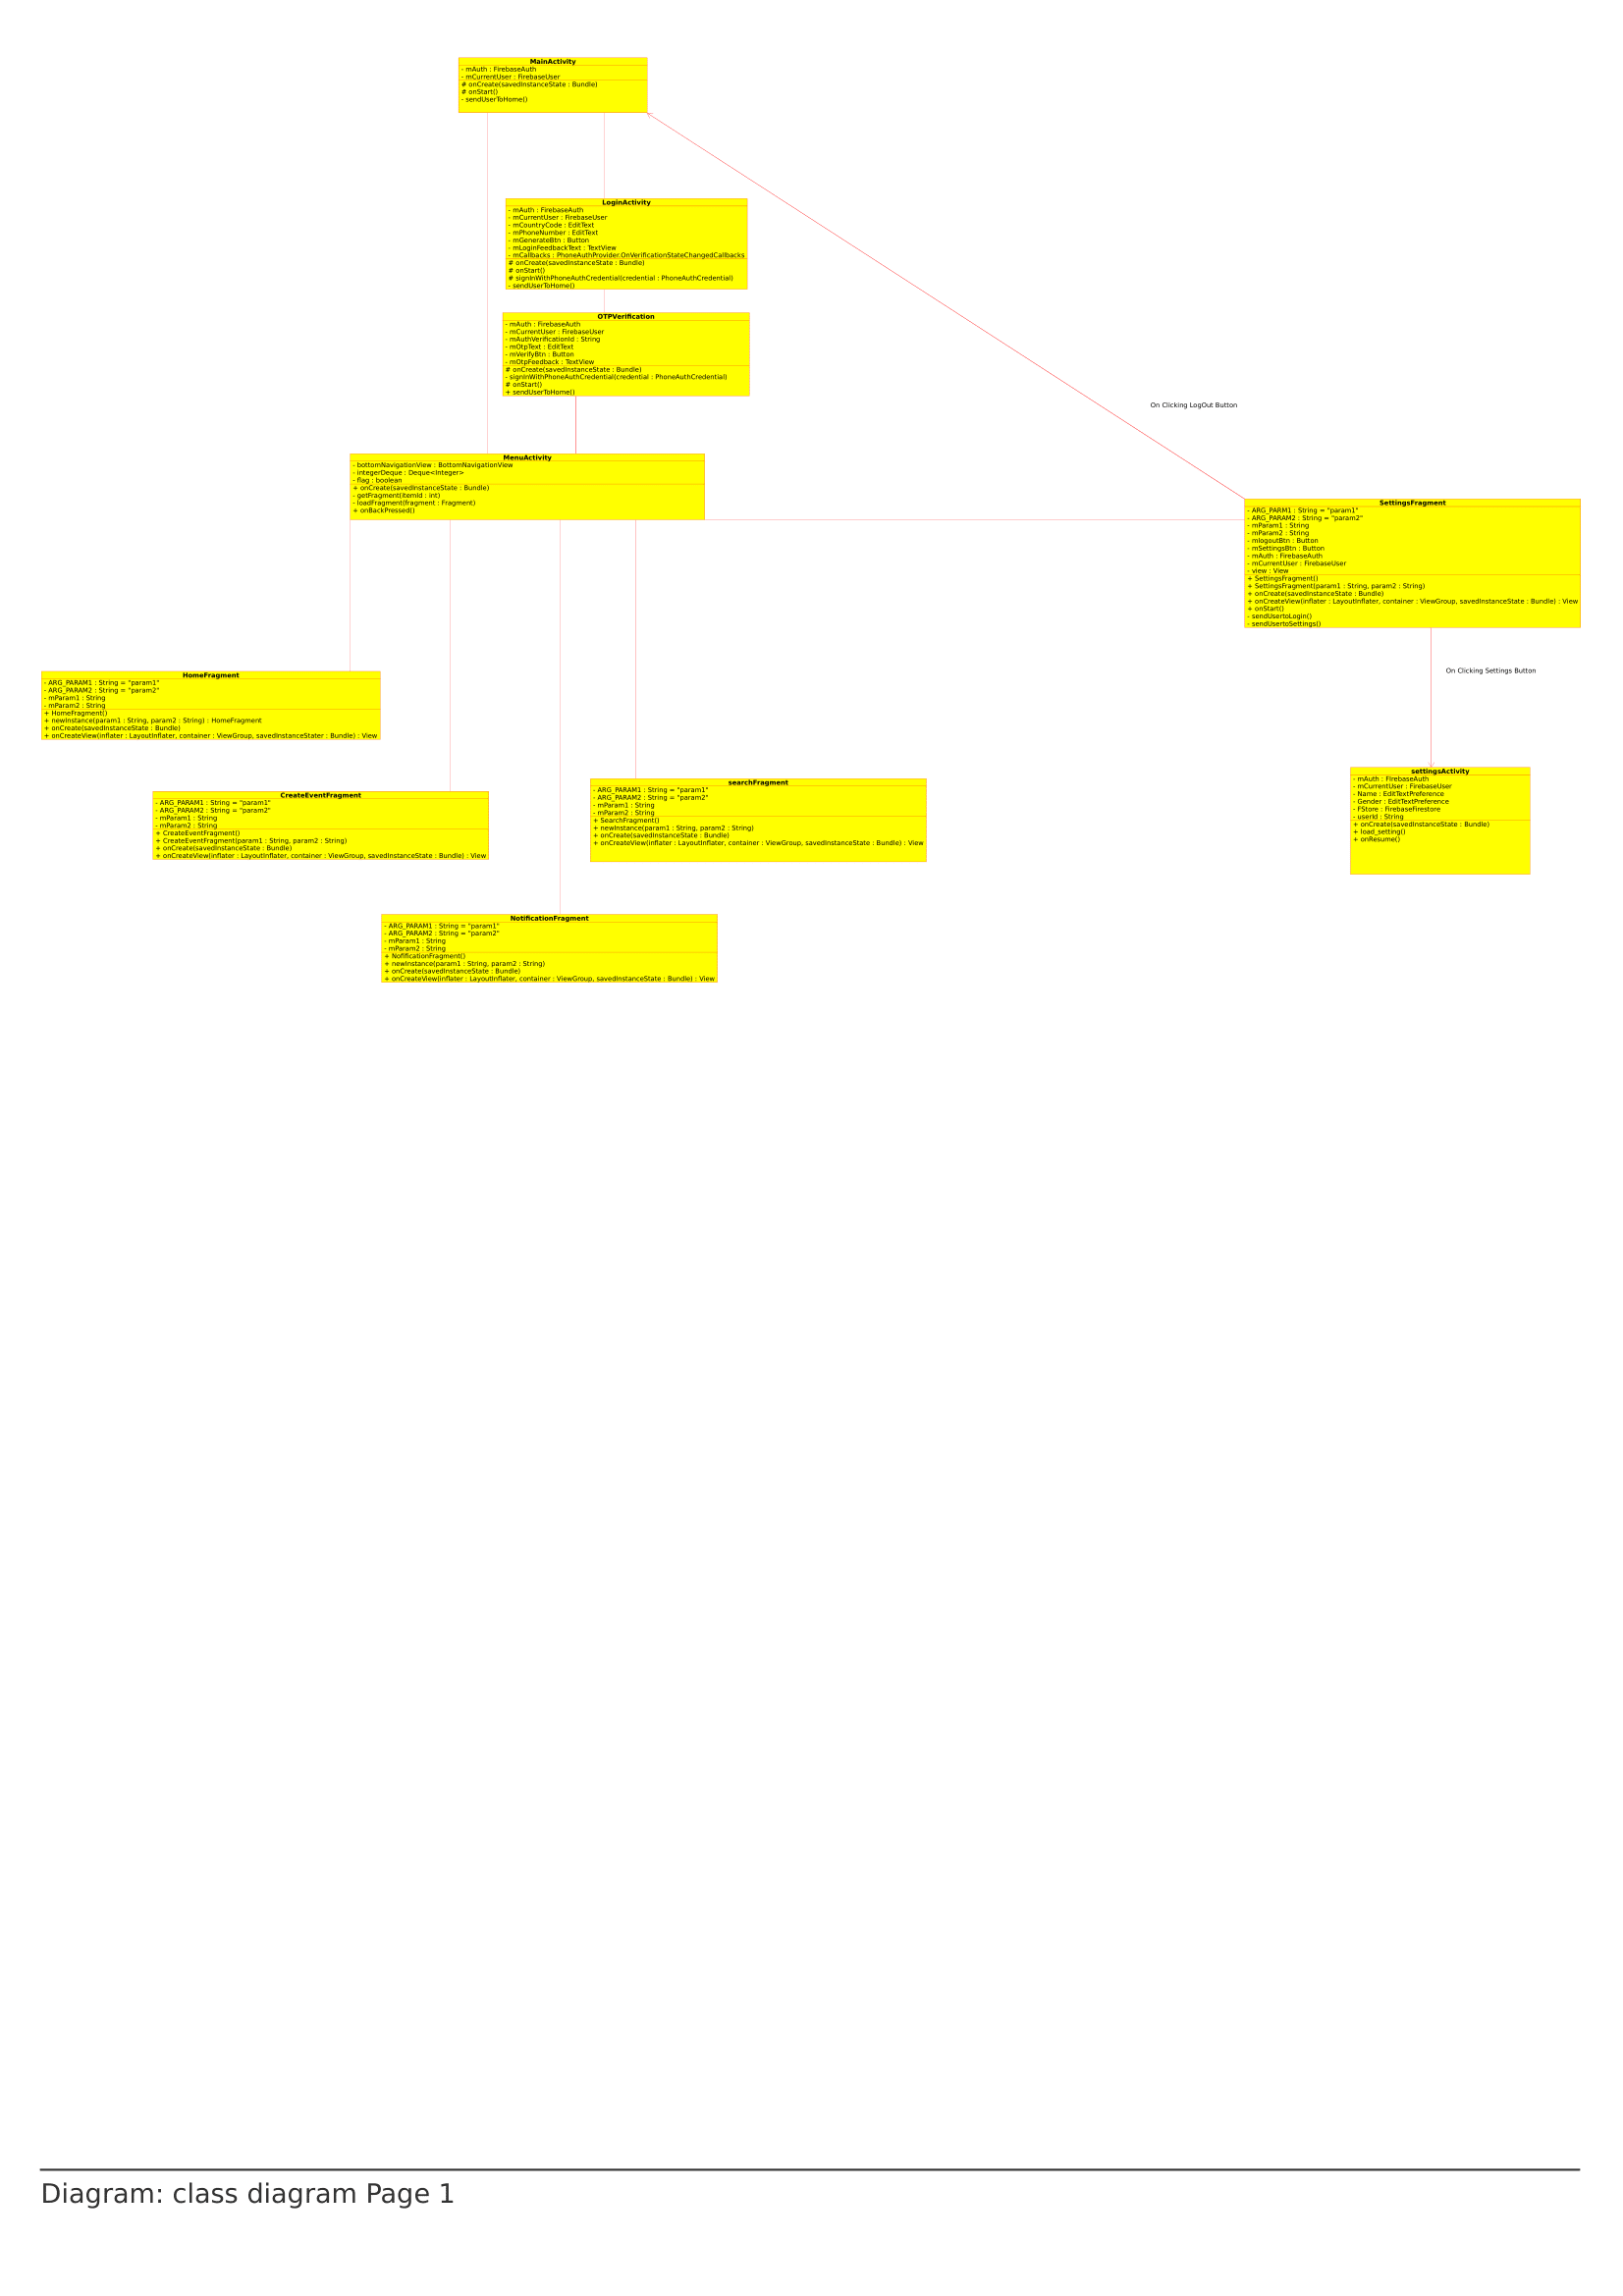 MainActivity
- mAuth : FirebaseAuth
- mCurrentUser : FirebaseUser
# onCreate(savedInstanceState : Bundle)
# onStart()
- sendUserToHome()
LoginActivity
- mAuth : FirebaseAuth
- mCurrentUser : FirebaseUser
- mCountryCode : EditText
- mPhoneNumber : EditText
- mGenerateBtn : Button
- mLoginFeedbackText : TextView
- mCallbacks : PhoneAuthProvider.OnVerificationStateChangedCallbacks
# onCreate(savedInstanceState : Bundle)
# onStart()
# signInWithPhoneAuthCredential(credential : PhoneAuthCredential)
- sendUserToHome()
OTPVerification
- mAuth : FirebaseAuth
- mCurrentUser : FirebaseUser
- mAuthVerificationId : String
- mOtpText : EditText
- mVerifyBtn : Button
- mOtpFeedback : TextView
# onCreate(savedInstanceState : Bundle)
- signInWithPhoneAuthCredential(credential : PhoneAuthCredential)
# onStart()
+ sendUserToHome()
On Clicking LogOut Button
MenuActivity
- bottomNavigationView : BottomNavigationView
- integerDeque : Deque<Integer>
- flag : boolean
+ onCreate(savedInstanceState : Bundle)
- getFragment(itemId : int)
- loadFragment(fragment : Fragment)
+ onBackPressed()
SettingsFragment
- ARG_PARM1 : String = "param1"
- ARG_PARAM2 : String = "param2"
- mParam1 : String
- mParam2 : String
- mlogoutBtn : Button
- mSettingsBtn : Button
- mAuth : FirebaseAuth
- mCurrentUser : FirebaseUser
- view : View
+ SettingsFragment()
+ SettingsFragment(param1 : String, param2 : String)
+ onCreate(savedInstanceState : Bundle)
+ onCreateView(inflater : LayoutInflater, container : ViewGroup, savedInstanceState : Bundle) : View
+ onStart()
- sendUsertoLogin()
- sendUsertoSettings()
On Clicking Settings Button
HomeFragment
- ARG_PARAM1 : String = "param1"
- ARG_PARAM2 : String = "param2"
- mParam1 : String
- mParam2 : String
+ HomeFragment()
+ newInstance(param1 : String, param2 : String) : HomeFragment
+ onCreate(savedInstanceState : Bundle)
+ onCreateView(inflater : LayoutInflater, container : ViewGroup, savedInstanceStater : Bundle) : View
CreateEventFragment
- ARG_PARAM1 : String = "param1"
- ARG_PARAM2 : String = "param2"
- mParam1 : String
- mParam2 : String
+ CreateEventFragment()
+ CreateEventFragment(param1 : String, param2 : String)
+ onCreate(savedInstanceState : Bundle)
+ onCreateView(inflater : LayoutInflater, container : ViewGroup, savedInstanceState : Bundle) : View
searchFragment
- ARG_PARAM1 : String = "param1"
- ARG_PARAM2 : String = "param2"
- mParam1 : String
- mParam2 : String
+ SearchFragment()
+ newInstance(param1 : String, param2 : String)
+ onCreate(savedInstanceState : Bundle)
+ onCreateView(inflater : LayoutInflater, container : ViewGroup, savedInstanceState : Bundle) : View
settingsActivity
- mAuth : FIrebaseAuth
- mCurrentUser : FirebaseUser
- Name : EditTextPreference
- Gender : EditTextPreference
- FStore : FirebaseFirestore
- userId : String
+ onCreate(savedInstanceState : Bundle)
+ load_setting()
+ onResume()
NotificationFragment
- ARG_PARAM1 : String = "param1"
- ARG_PARAM2 : String = "param2"
- mParam1 : String
- mParam2 : String
+ NofificationFragment()
+ newInstance(param1 : String, param2 : String)
+ onCreate(savedInstanceState : Bundle)
+ onCreateView(inflater : LayoutInflater, container : ViewGroup, savedInstanceState : Bundle) : View
Diagram: class diagram Page 1